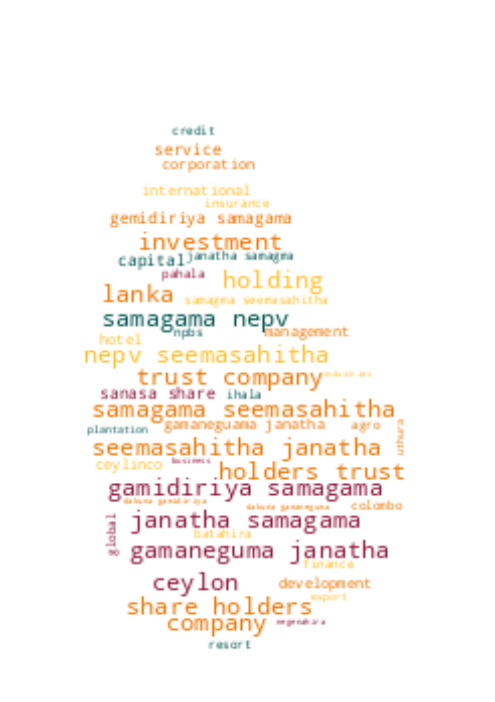 credit
service
corporation
international
insurance
gemidiriya samagama
investment
capital janatha samagma
pahala
holding
lanka samagma seemasahitha
samagama nepv
npbs management
hotel
nepv seemasahitha
trust company industries
sanasa share ihala
samagama seemasahitha
plantation gamaneguama janatha agro
uthura
seemasahitha janatha
ceylinco business
holders trust
gamidiriya samagama
dakunu gamidiriya
dakunu gamaneguma colombo
global
janatha samagama
batahira
gamaneguma janatha
finance
ceylon development
export
share holders
company negenahira
resort